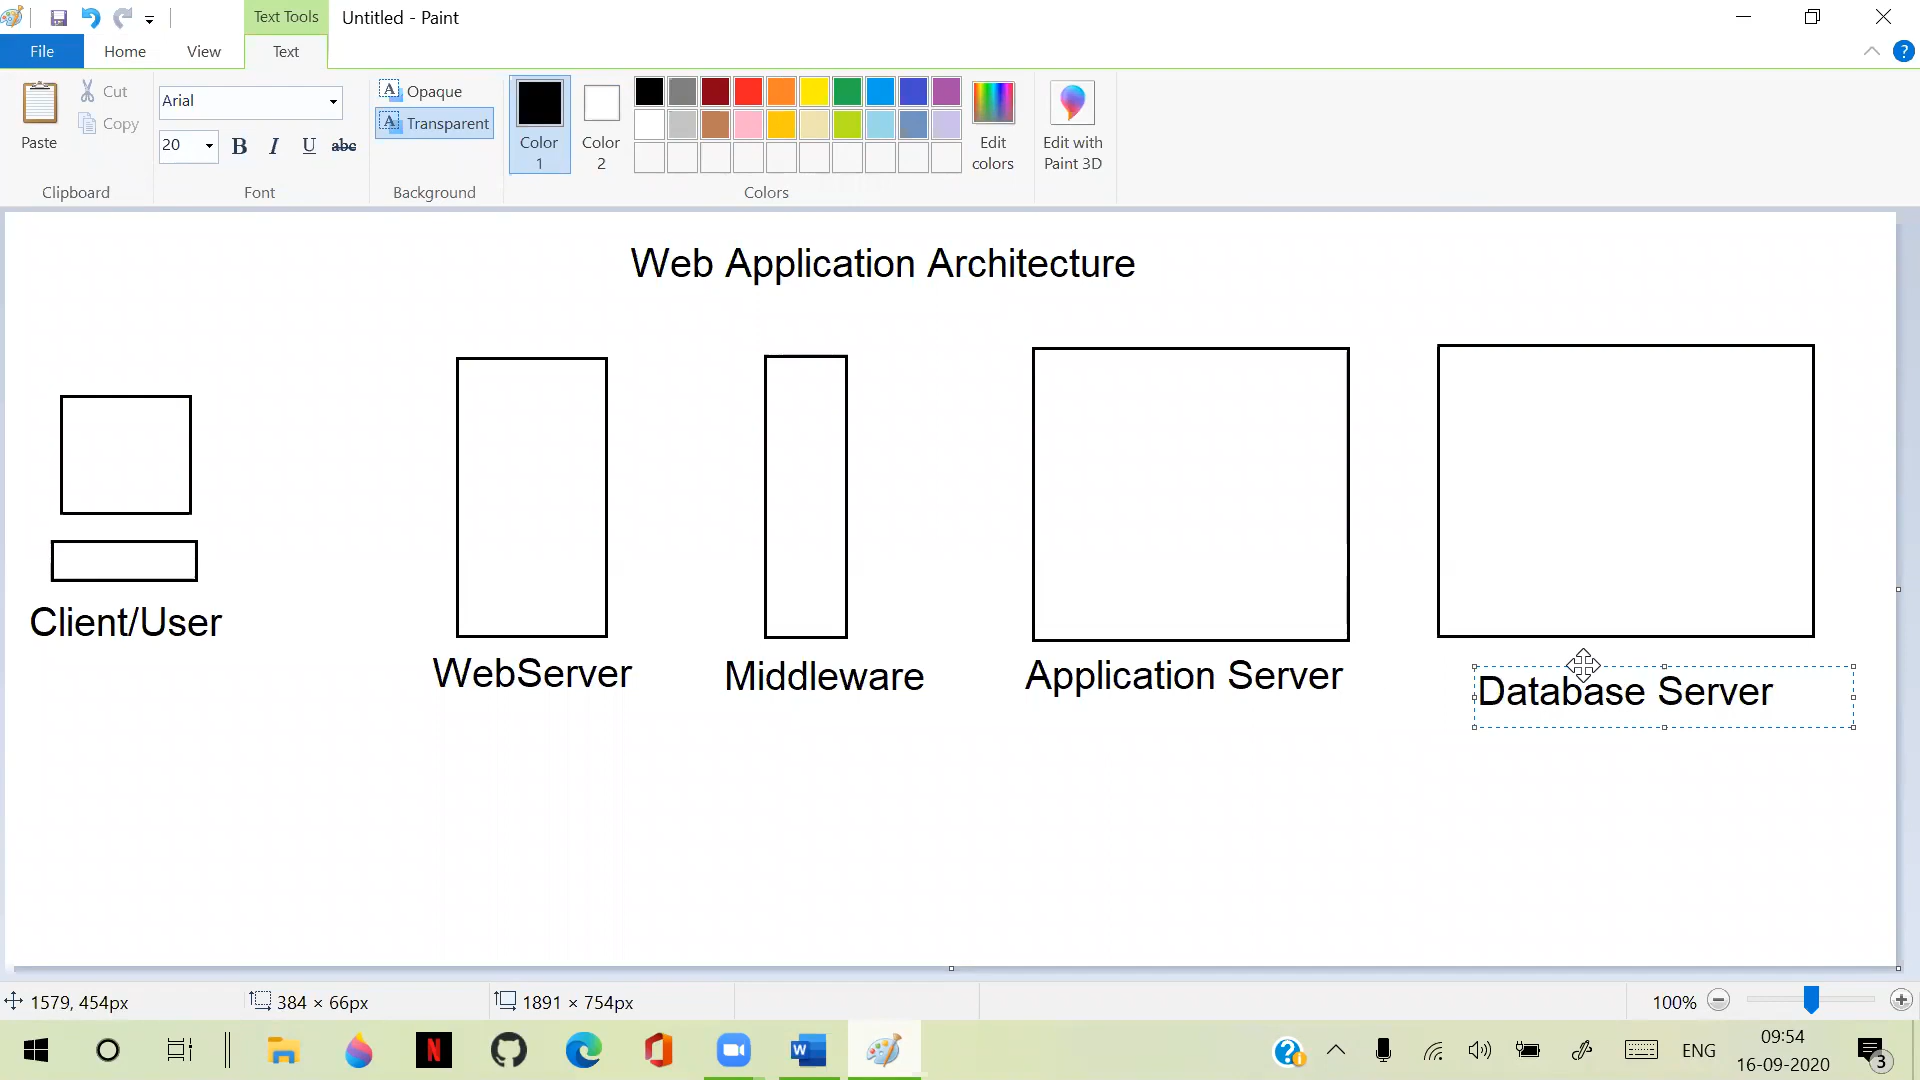 Text Tools
Untitled - Paint
File
Home
View
Text
?
Paste
Cut
Copy
Clipboard
Arial
20
B
I
U
abc
Font
A Opaque
A Transparent
Background
Color 1
Color 2
Edit colors
Edit with Paint 3D
Colors
Web Application Architecture
Client/User
WebServer
Middleware
Application Server
Database Server
1579, 454px
384 × 66px
1891 × 754px
100%
N
W
?
ENG
09:54
16-09-2020
3